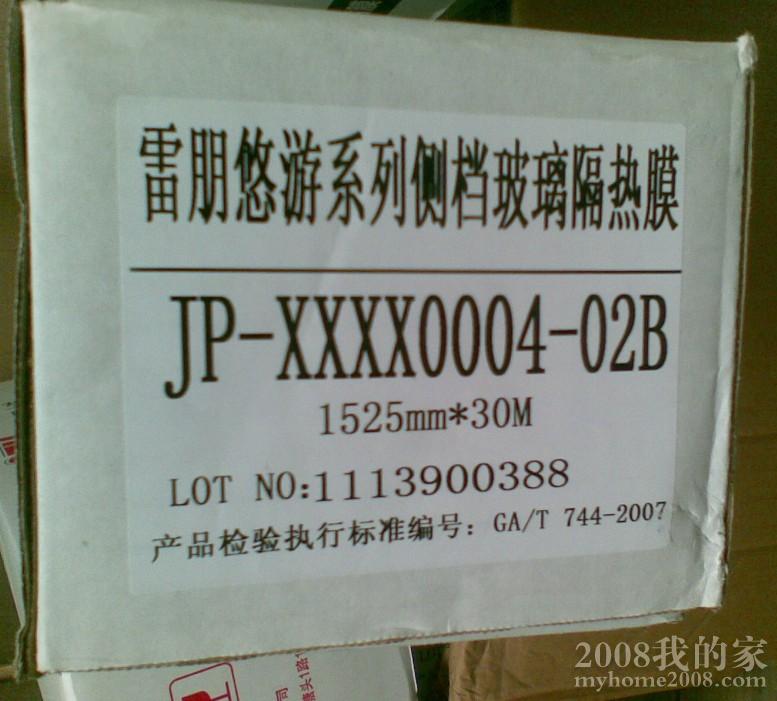 雷朋悠游系列侧档玻璃隔热膜
JP-XXXX0004-02B
1525mm*30M
LOT NO:1113900388
产品检验执行标准编号：GA/T 744-2007
2008我的家
myhome2008.com